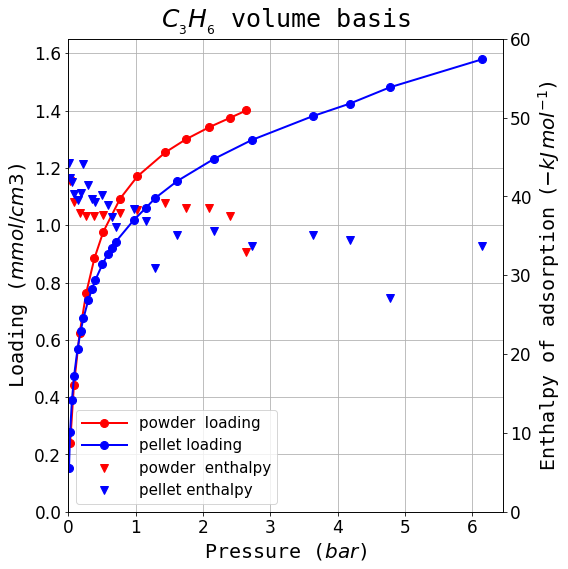 C₃H₆ volume basis
1.6
1.4
1.2
1.0
0.8
0.6
0.4
0.2
0.0
Loading (mmol/cm3)
60
50
40
30
20
10
0
Enthalpy of adsorption (−kJ mol⁻¹)
powder loading
pellet loading
powder enthalpy
pellet enthalpy
0 1 2 3 4 5 6
Pressure (bar)